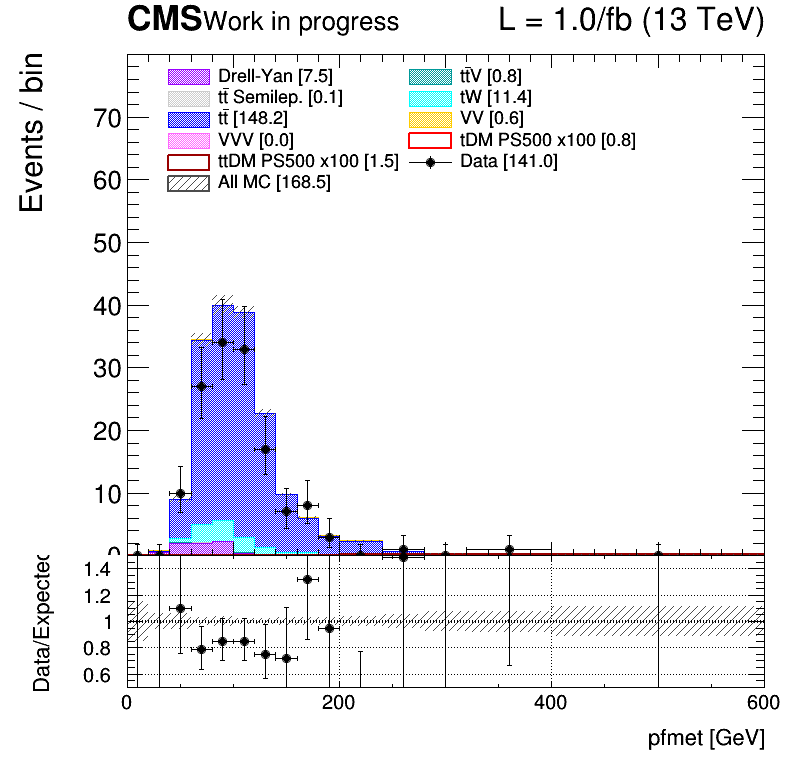 CMS Work in progress L = 1.0/fb (13 TeV)
Events / bin
Drell-Yan [7.5] tt̄V [0.8]
tt̄ Semilep. [0.1] tW [11.4]
tt̄ [148.2] VV [0.6]
VVV [0.0] tDM PS500 x100 [0.8]
ttDM PS500 x100 [1.5] Data [141.0]
All MC [168.5]
70
60
50
40
30
20
10
0
Data/Expected
1.4
1.2
1
0.8
0.6
0 200 400 600
pfmet [GeV]